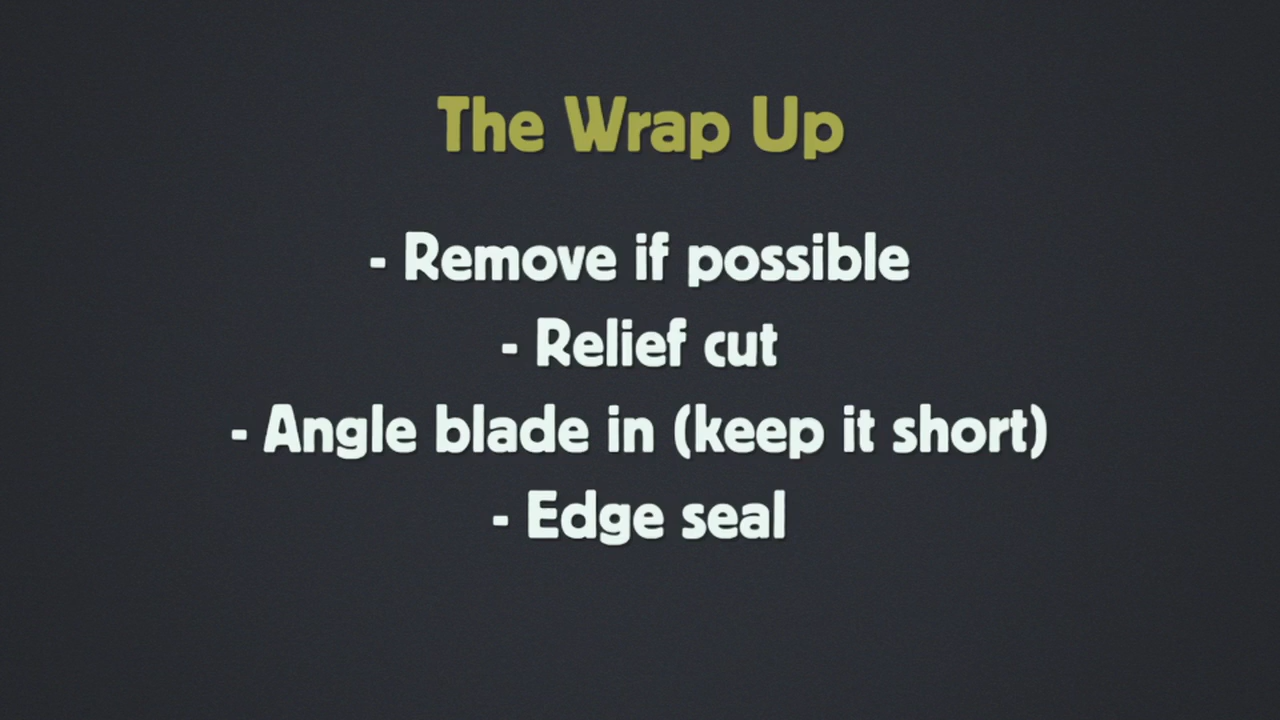 The Wrap Up
- Remove if possible
- Relief cut
- Angle blade in (keep it short)
- Edge seal